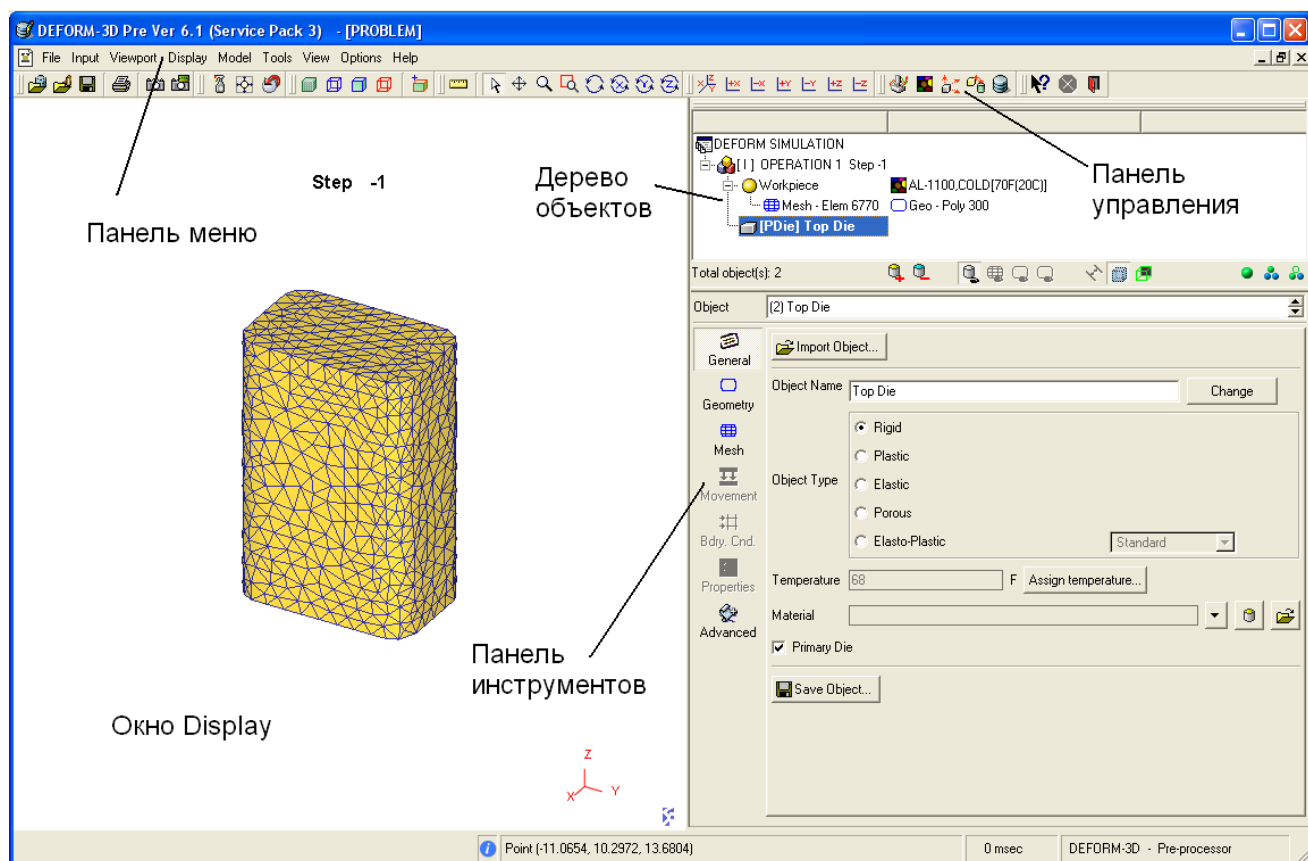 DEFORM-3D Pre Ver 6.1 (Service Pack 3) - [PROBLEM]
File Input Viewport Display Model Tools View Options Help
Step -1
Панель меню
Дерево
объектов
Панель
управления
DEFORM SIMULATION
[1] OPERATION 1 Step -1
Workpiece AL-1100,COLD[70F(20C)]
Mesh - Elem 6770 Geo - Poly 300
[PDie] Top Die
Total object(s): 2
Object (2) Top Die
General
Geometry
Mesh
Movement
Bdry. Cnd.
Properties
Advanced
Import Object...
Object Name Top Die Change
Object Type
Rigid
Plastic
Elastic
Porous
Elasto-Plastic Standard
Temperature 68 F Assign temperature...
Material
Primary Die
Save Object...
Панель
инструментов
Окно Display
Z
X Y
Point (-11.0654, 10.2972, 13.6804) 0 msec DEFORM-3D - Pre-processor